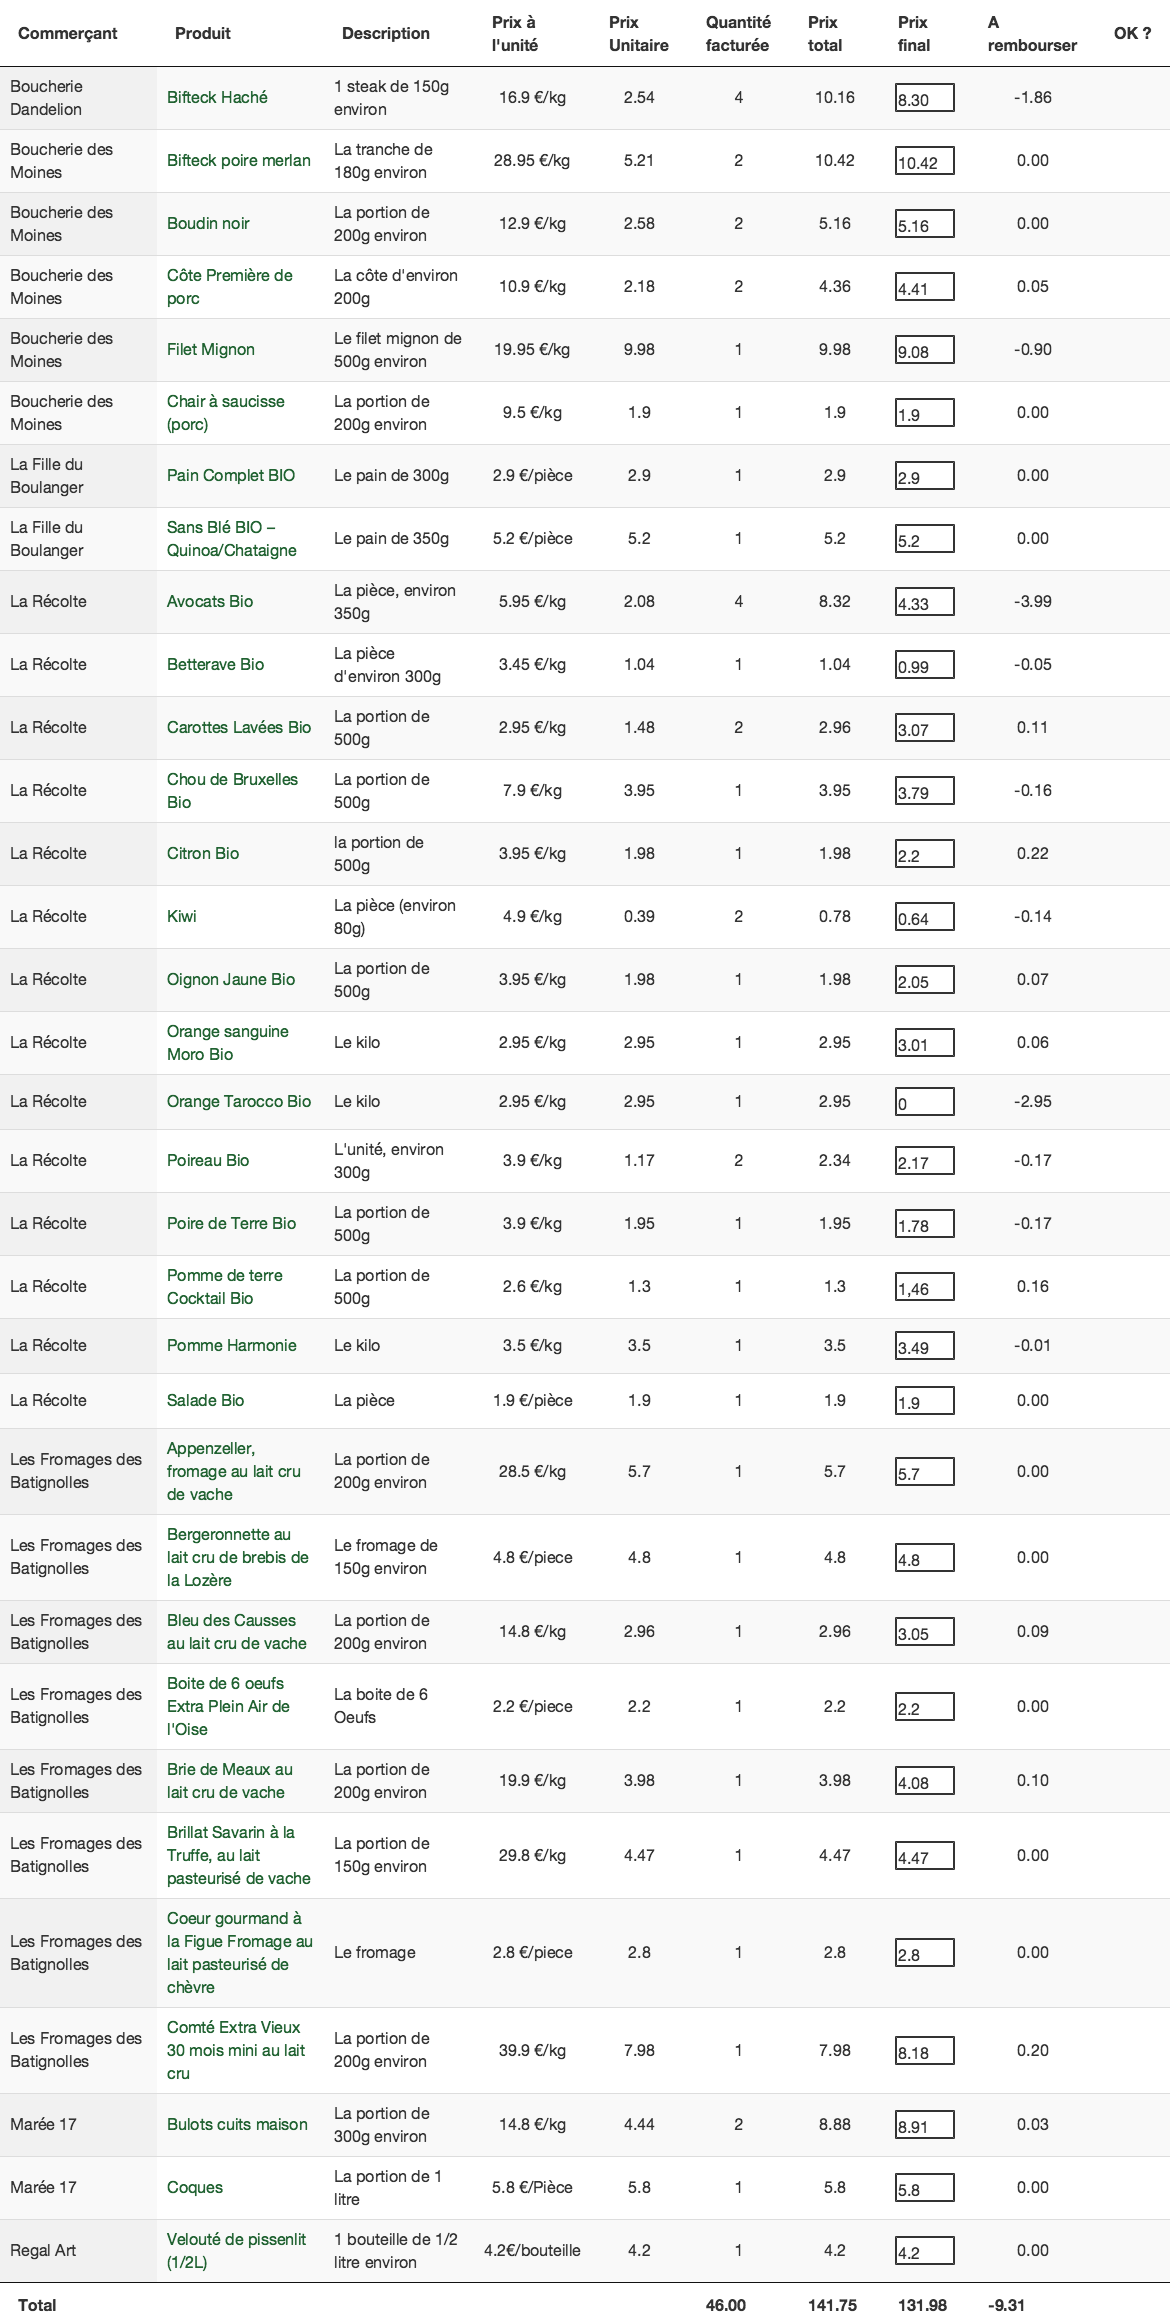 Commerçant Produit Description Prix à l'unité Prix Unitaire Quantité facturée Prix total Prix final A rembourser OK ?
Boucherie Dandelion Bifteck Haché 1 steak de 150g environ 16.9 €/kg 2.54 4 10.16 8.30 -1.86
Boucherie des Moines Bifteck poire merlan La tranche de 180g environ 28.95 €/kg 5.21 2 10.42 10.42 0.00
Boucherie des Moines Boudin noir La portion de 200g environ 12.9 €/kg 2.58 2 5.16 5.16 0.00
Boucherie des Moines Côte Première de porc La côte d'environ 200g 10.9 €/kg 2.18 2 4.36 4.41 0.05
Boucherie des Moines Filet Mignon Le filet mignon de 500g environ 19.95 €/kg 9.98 1 9.98 9.08 -0.90
Boucherie des Moines Chair à saucisse (porc) La portion de 200g environ 9.5 €/kg 1.9 1 1.9 1.9 0.00
La Fille du Boulanger Pain Complet BIO Le pain de 300g 2.9 €/pièce 2.9 1 2.9 2.9 0.00
La Fille du Boulanger Sans Blé BIO – Quinoa/Chataigne Le pain de 350g 5.2 €/pièce 5.2 1 5.2 5.2 0.00
La Récolte Avocats Bio La pièce, environ 350g 5.95 €/kg 2.08 4 8.32 4.33 -3.99
La Récolte Betterave Bio La pièce d'environ 300g 3.45 €/kg 1.04 1 1.04 0.99 -0.05
La Récolte Carottes Lavées Bio La portion de 500g 2.95 €/kg 1.48 2 2.96 3.07 0.11
La Récolte Chou de Bruxelles Bio La portion de 500g 7.9 €/kg 3.95 1 3.95 3.79 -0.16
La Récolte Citron Bio la portion de 500g 3.95 €/kg 1.98 1 1.98 2.2 0.22
La Récolte Kiwi La pièce (environ 80g) 4.9 €/kg 0.39 2 0.78 0.64 -0.14
La Récolte Oignon Jaune Bio La portion de 500g 3.95 €/kg 1.98 1 1.98 2.05 0.07
La Récolte Orange sanguine Moro Bio Le kilo 2.95 €/kg 2.95 1 2.95 3.01 0.06
La Récolte Orange Tarocco Bio Le kilo 2.95 €/kg 2.95 1 2.95 0 -2.95
La Récolte Poireau Bio L'unité, environ 300g 3.9 €/kg 1.17 2 2.34 2.17 -0.17
La Récolte Poire de Terre Bio La portion de 500g 3.9 €/kg 1.95 1 1.95 1.78 -0.17
La Récolte Pomme de terre Cocktail Bio La portion de 500g 2.6 €/kg 1.3 1 1.3 1,46 0.16
La Récolte Pomme Harmonie Le kilo 3.5 €/kg 3.5 1 3.5 3.49 -0.01
La Récolte Salade Bio La pièce 1.9 €/pièce 1.9 1 1.9 1.9 0.00
Les Fromages des Batignolles Appenzeller, fromage au lait cru de vache La portion de 200g environ 28.5 €/kg 5.7 1 5.7 5.7 0.00
Les Fromages des Batignolles Bergeronnette au lait cru de brebis de la Lozère Le fromage de 150g environ 4.8 €/piece 4.8 1 4.8 4.8 0.00
Les Fromages des Batignolles Bleu des Causses au lait cru de vache La portion de 200g environ 14.8 €/kg 2.96 1 2.96 3.05 0.09
Les Fromages des Batignolles Boite de 6 oeufs Extra Plein Air de l'Oise La boite de 6 Oeufs 2.2 €/piece 2.2 1 2.2 2.2 0.00
Les Fromages des Batignolles Brie de Meaux au lait cru de vache La portion de 200g environ 19.9 €/kg 3.98 1 3.98 4.08 0.10
Les Fromages des Batignolles Brillat Savarin à la Truffe, au lait pasteurisé de vache La portion de 150g environ 29.8 €/kg 4.47 1 4.47 4.47 0.00
Les Fromages des Batignolles Coeur gourmand à la Figue Fromage au lait pasteurisé de chèvre Le fromage 2.8 €/piece 2.8 1 2.8 2.8 0.00
Les Fromages des Batignolles Comté Extra Vieux 30 mois mini au lait cru La portion de 200g environ 39.9 €/kg 7.98 1 7.98 8.18 0.20
Marée 17 Bulots cuits maison La portion de 300g environ 14.8 €/kg 4.44 2 8.88 8.91 0.03
Marée 17 Coques La portion de 1 litre 5.8 €/Pièce 5.8 1 5.8 5.8 0.00
Regal Art Velouté de pissenlit (1/2L) 1 bouteille de 1/2 litre environ 4.2€/bouteille 4.2 1 4.2 4.2 0.00
Total 46.00 141.75 131.98 -9.31